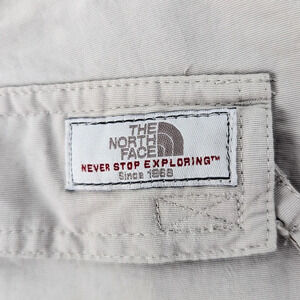 THE
NORTH
FACE
NEVER STOP EXPLORING™
Since 1968